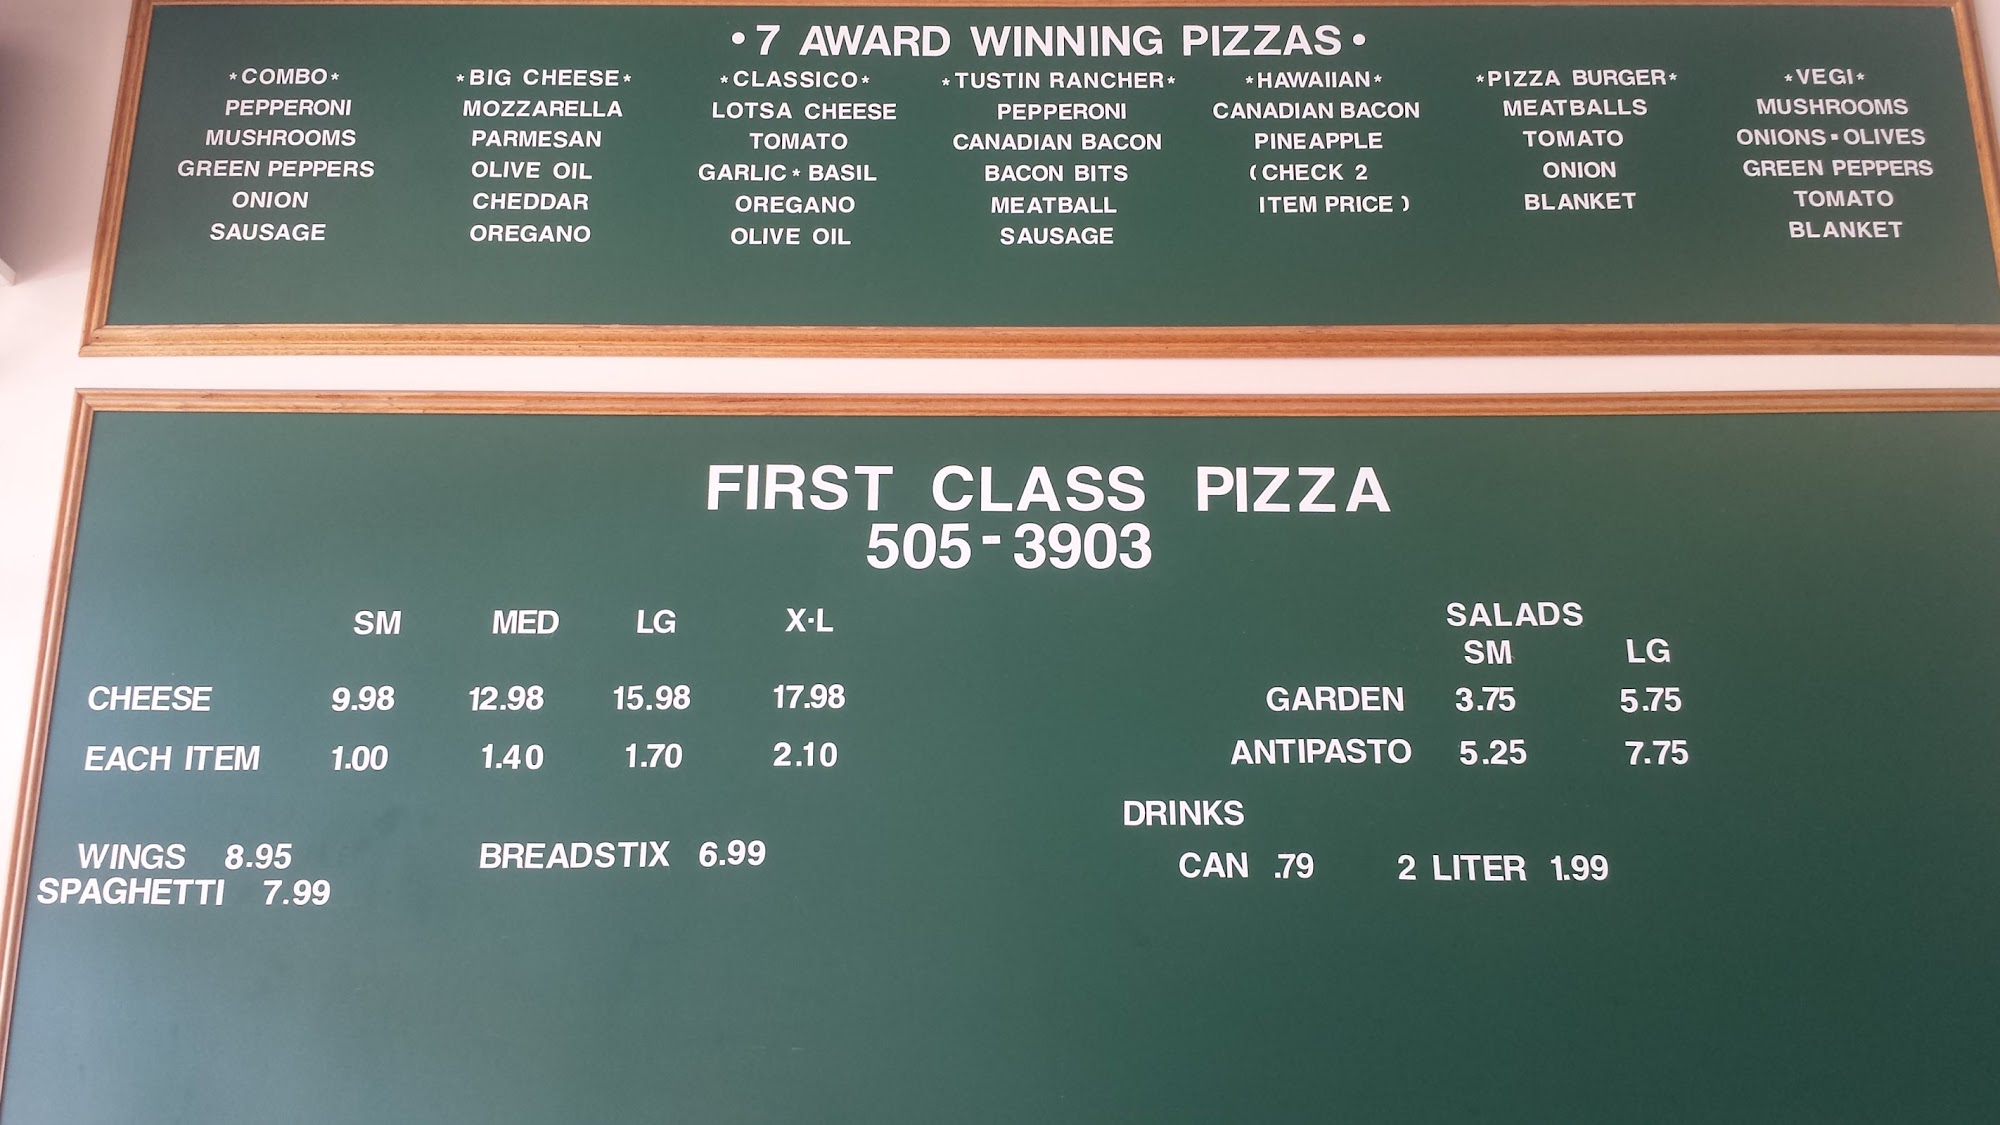 • 7 AWARD WINNING PIZZAS •
*COMBO*
PEPPERONI
MUSHROOMS
GREEN PEPPERS
ONION
SAUSAGE
*BIG CHEESE*
MOZZARELLA
PARMESAN
OLIVE OIL
CHEDDAR
OREGANO
*CLASSICO*
LOTSA CHEESE
TOMATO
GARLIC * BASIL
OREGANO
OLIVE OIL
*TUSTIN RANCHER*
PEPPERONI
CANADIAN BACON
BACON BITS
MEATBALL
SAUSAGE
*HAWAIIAN*
CANADIAN BACON
PINEAPPLE
(CHECK 2
ITEM PRICE)
*PIZZA BURGER*
MEATBALLS
TOMATO
ONION
BLANKET
*VEGI*
MUSHROOMS
ONIONS - OLIVES
GREEN PEPPERS
TOMATO
BLANKET
FIRST CLASS PIZZA
505-3903
SM MED LG X-L
CHEESE 9.98 12.98 15.98 17.98
EACH ITEM 1.00 1.40 1.70 2.10
WINGS 8.95 BREADSTIX 6.99
SPAGHETTI 7.99
SALADS
SM LG
GARDEN 3.75 5.75
ANTIPASTO 5.25 7.75
DRINKS
CAN .79 2 LITER 1.99